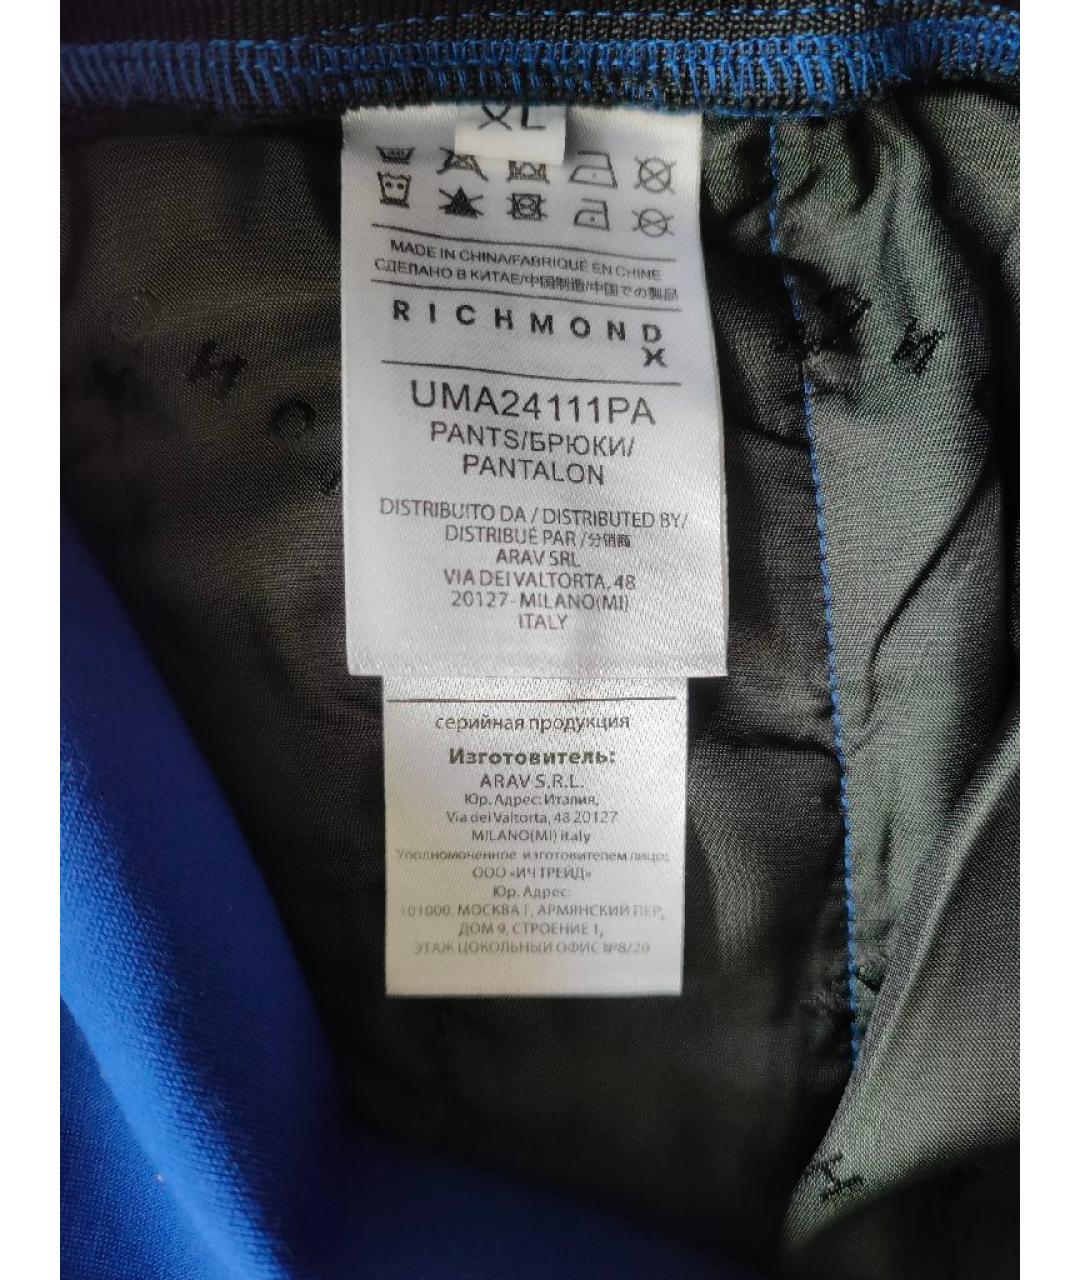 XL
MADE IN CHINA/FABRIQUÉ EN CHINE
СДЕЛАНО В КИТАЕ/中国制造/中国での製品
RICHMOND
X
UMA24111PA
PANTS/БРЮКИ/
PANTALON
DISTRIBUITO DA / DISTRIBUTED BY/
DISTRIBUÉ PAR /分销商
ARAV SRL
VIA DEI VALTORTA, 48
20127- MILANO(MI)
ITALY
серийная продукция
Изготовитель:
ARAV S.R.L.
Юр. Адрес: Италия,
Via dei Valtorta, 48 20127
MILANO(MI) italy
Уполномоченное изготовителем лицо:
ООО «ИЧ ТРЕЙД»
Юр. Адрес:
101000, МОСКВА Г, АРМЯНСКИЙ ПЕР,
ДОМ 9, СТРОЕНИЕ 1,
ЭТАЖ ЦОКОЛЬНЫЙ ОФИС №8/20